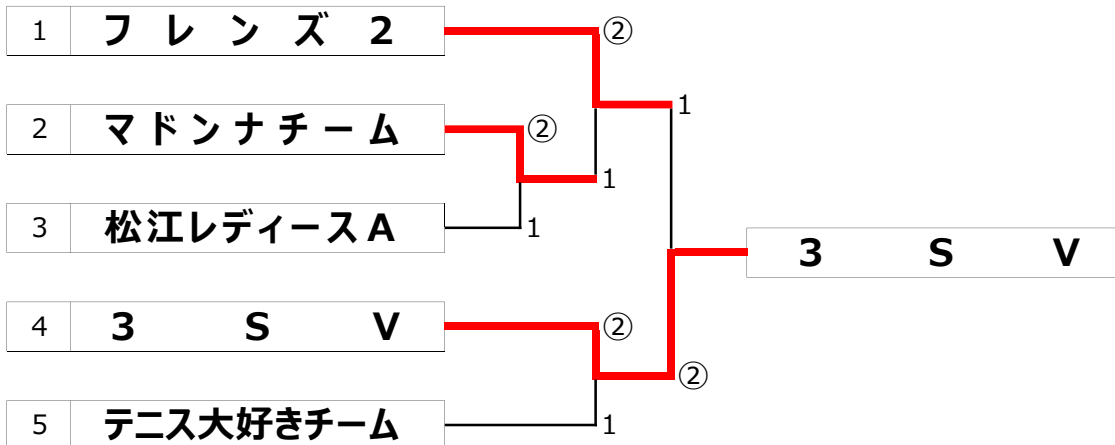 1 フレンズ2 ②
1
2 マドンナチーム ②
1
3 松江レディースA 1
3 S V
4 3 S V ②
②
5 テニス大好きチーム 1